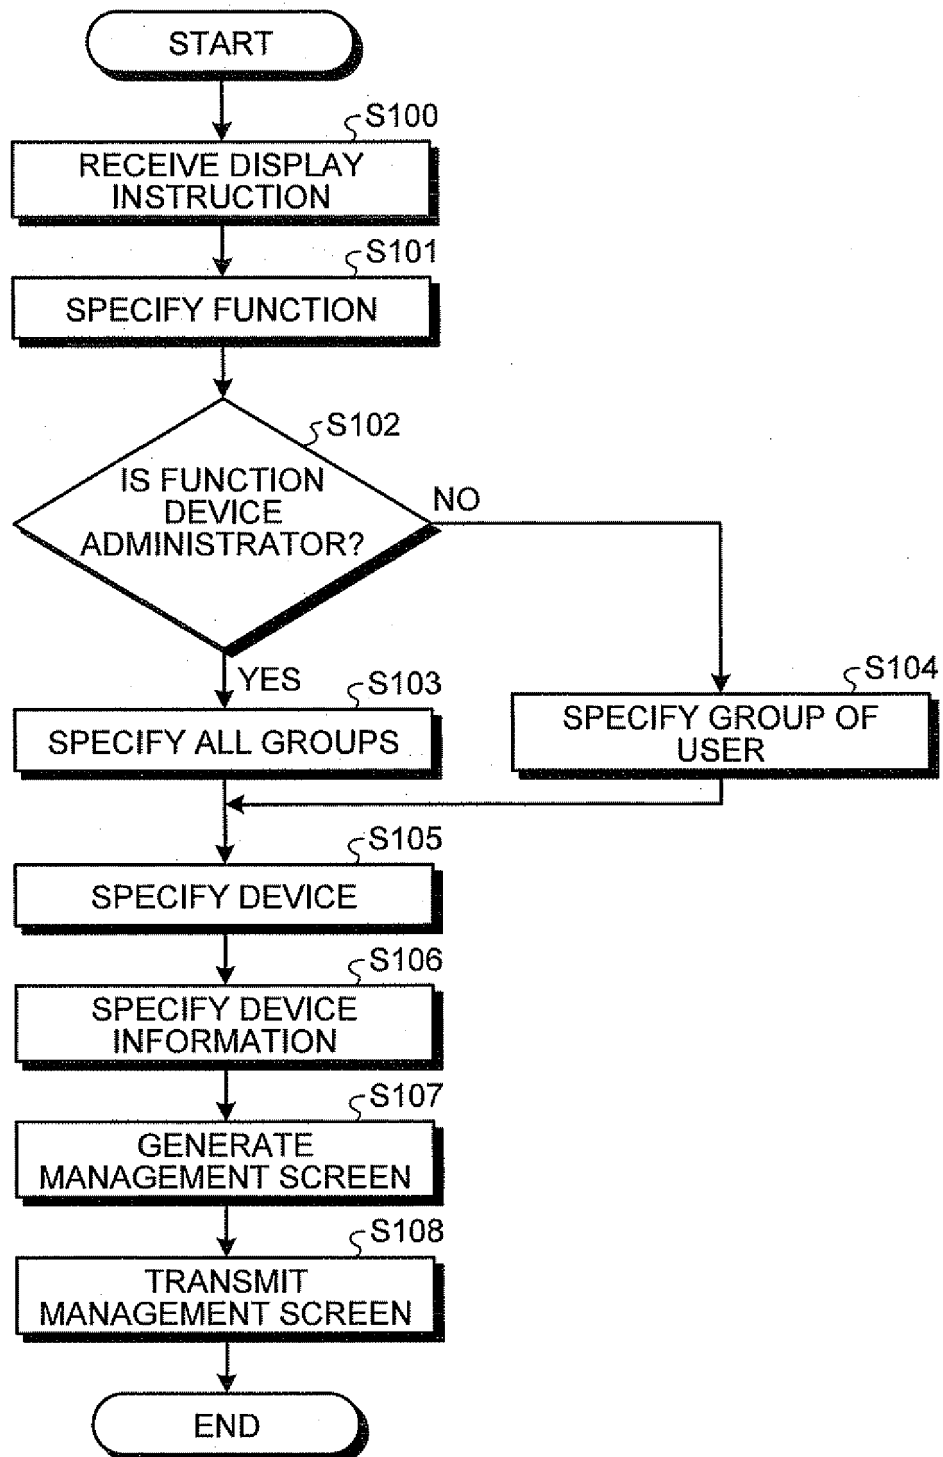 START
S100
RECEIVE DISPLAY
INSTRUCTION
S101
SPECIFY FUNCTION
S102
IS FUNCTION
DEVICE
ADMINISTRATOR?
NO
YES
S103
SPECIFY ALL GROUPS
S104
SPECIFY GROUP OF
USER
S105
SPECIFY DEVICE
S106
SPECIFY DEVICE
INFORMATION
S107
GENERATE
MANAGEMENT SCREEN
S108
TRANSMIT
MANAGEMENT SCREEN
END